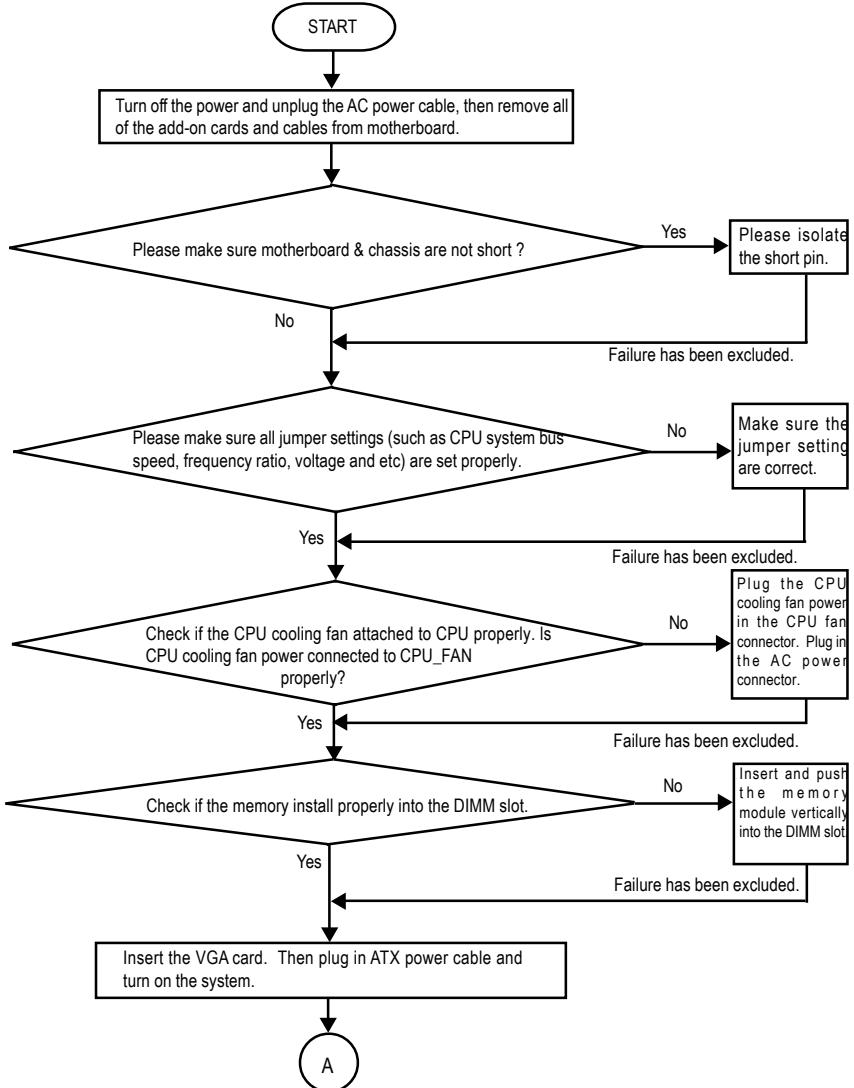 START
Turn off the power and unplug the AC power cable, then remove all
of the add-on cards and cables from motherboard.
Please make sure motherboard & chassis are not short ?
Yes
Please isolate
the short pin.
No
Failure has been excluded.
Please make sure all jumper settings (such as CPU system bus
speed, frequency ratio, voltage and etc) are set properly.
No
Make sure the
jumper setting
are correct.
Yes
Failure has been excluded.
Check if the CPU cooling fan attached to CPU properly. Is
CPU cooling fan power connected to CPU_FAN
properly?
No
Plug the CPU
cooling fan power
in the CPU fan
connector. Plug in
the AC power
connector.
Yes
Failure has been excluded.
Check if the memory install properly into the DIMM slot.
No
Insert and push
the memory
module vertically
into the DIMM slot.
Yes
Failure has been excluded.
Insert the VGA card. Then plug in ATX power cable and
turn on the system.
A